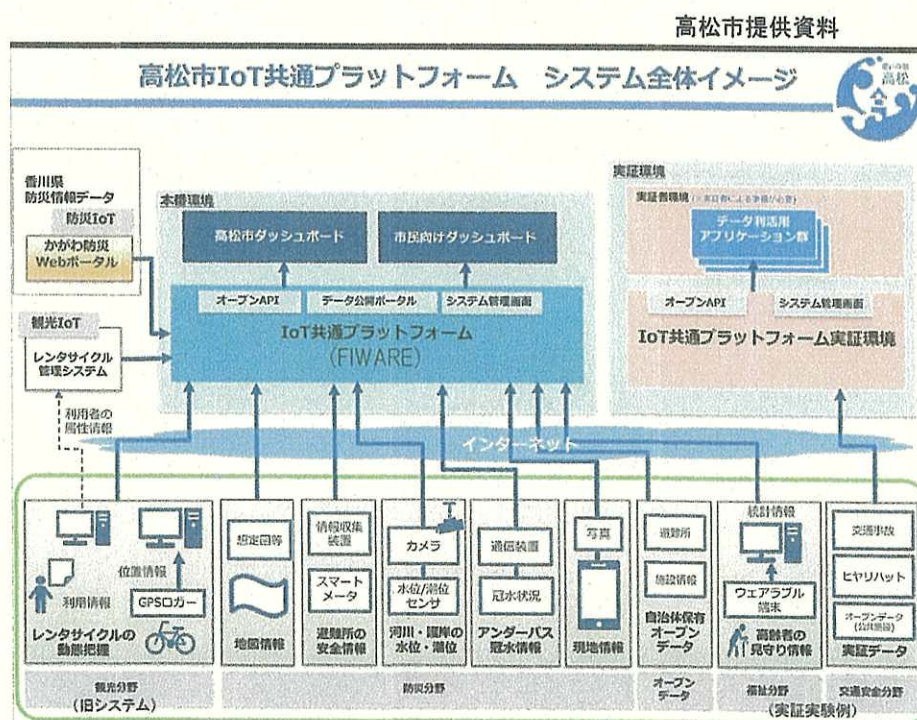 高松市提供資料
高松市IoT共通プラットフォーム　システム全体イメージ
高松
香川県
防災情報データ
防災IoT
かがわ防災
Webポータル
観光IoT
レンタサイクル
管理システム
利用者の
属性情報
本番環境
高松市ダッシュボード
市民向けダッシュボード
オープンAPI
データ公開ポータル
システム管理画面
IoT共通プラットフォーム
(FIWARE)
実証環境
実証者環境
データ利活用
アプリケーション群
オープンAPI
システム管理画面
IoT共通プラットフォーム実証環境
インターネット
位置情報
利用情報
GPSロガー
レンタサイクルの
動態把握
想定図等
地図情報
情報収集
装置
スマート
メータ
避難所の
安全情報
カメラ
水位/潮位
センサ
河川・護岸の
水位・潮位
通信装置
冠水状況
アンダーパス
冠水情報
写真
現地情報
避難所
施設情報
自治体保有
オープン
データ
統計情報
ウェアラブル
端末
高齢者の
見守り情報
交通事故
ヒヤリハット
オープンデータ
(公共施設)
実証データ
観光分野
(旧システム)
防災分野
オープン
データ
福祉分野
交通安全分野
(実証実験例)